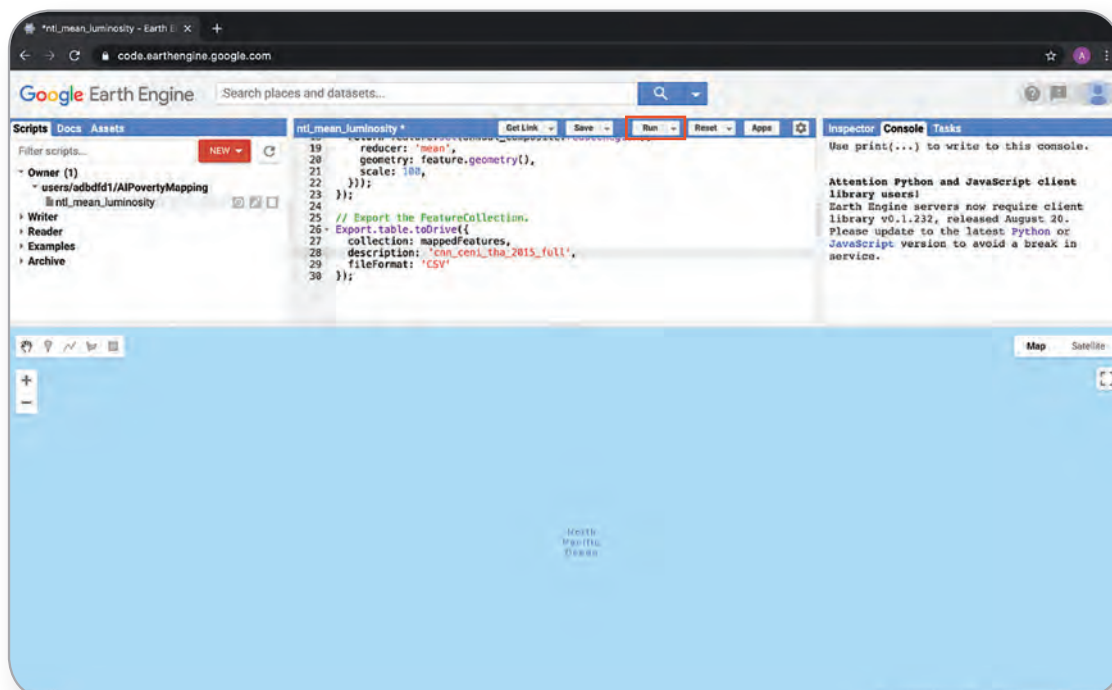 *ntl_mean_luminosity - Earth E
code.earthengine.google.com
A
Google Earth Engine
Search places and datasets...
Scripts Docs Assets
Filter scripts...
NEW
Owner (1)
users/adbdfd1/AIPovertyMapping
ntl_mean_luminosity
Writer
Reader
Examples
Archive
ntl_mean_luminosity *
Get Link Save Run Reset Apps
19 reducer: 'mean',
20 geometry: feature.geometry(),
21 scale: 100,
22 }));
23 });
24
25 // Export the FeatureCollection.
26 Export.table.toDrive({
27 collection: mappedFeatures,
28 description: 'cnn_ceni_tha_2015_full',
29 fileFormat: 'CSV'
30 });
Inspector Console Tasks
Use print(...) to write to this console.
Attention Python and JavaScript client
library users!
Earth Engine servers now require client
library v0.1.232, released August 20.
Please update to the latest Python or
JavaScript version to avoid a break in
service.
Map Satellite
North
Pacific
Ocean